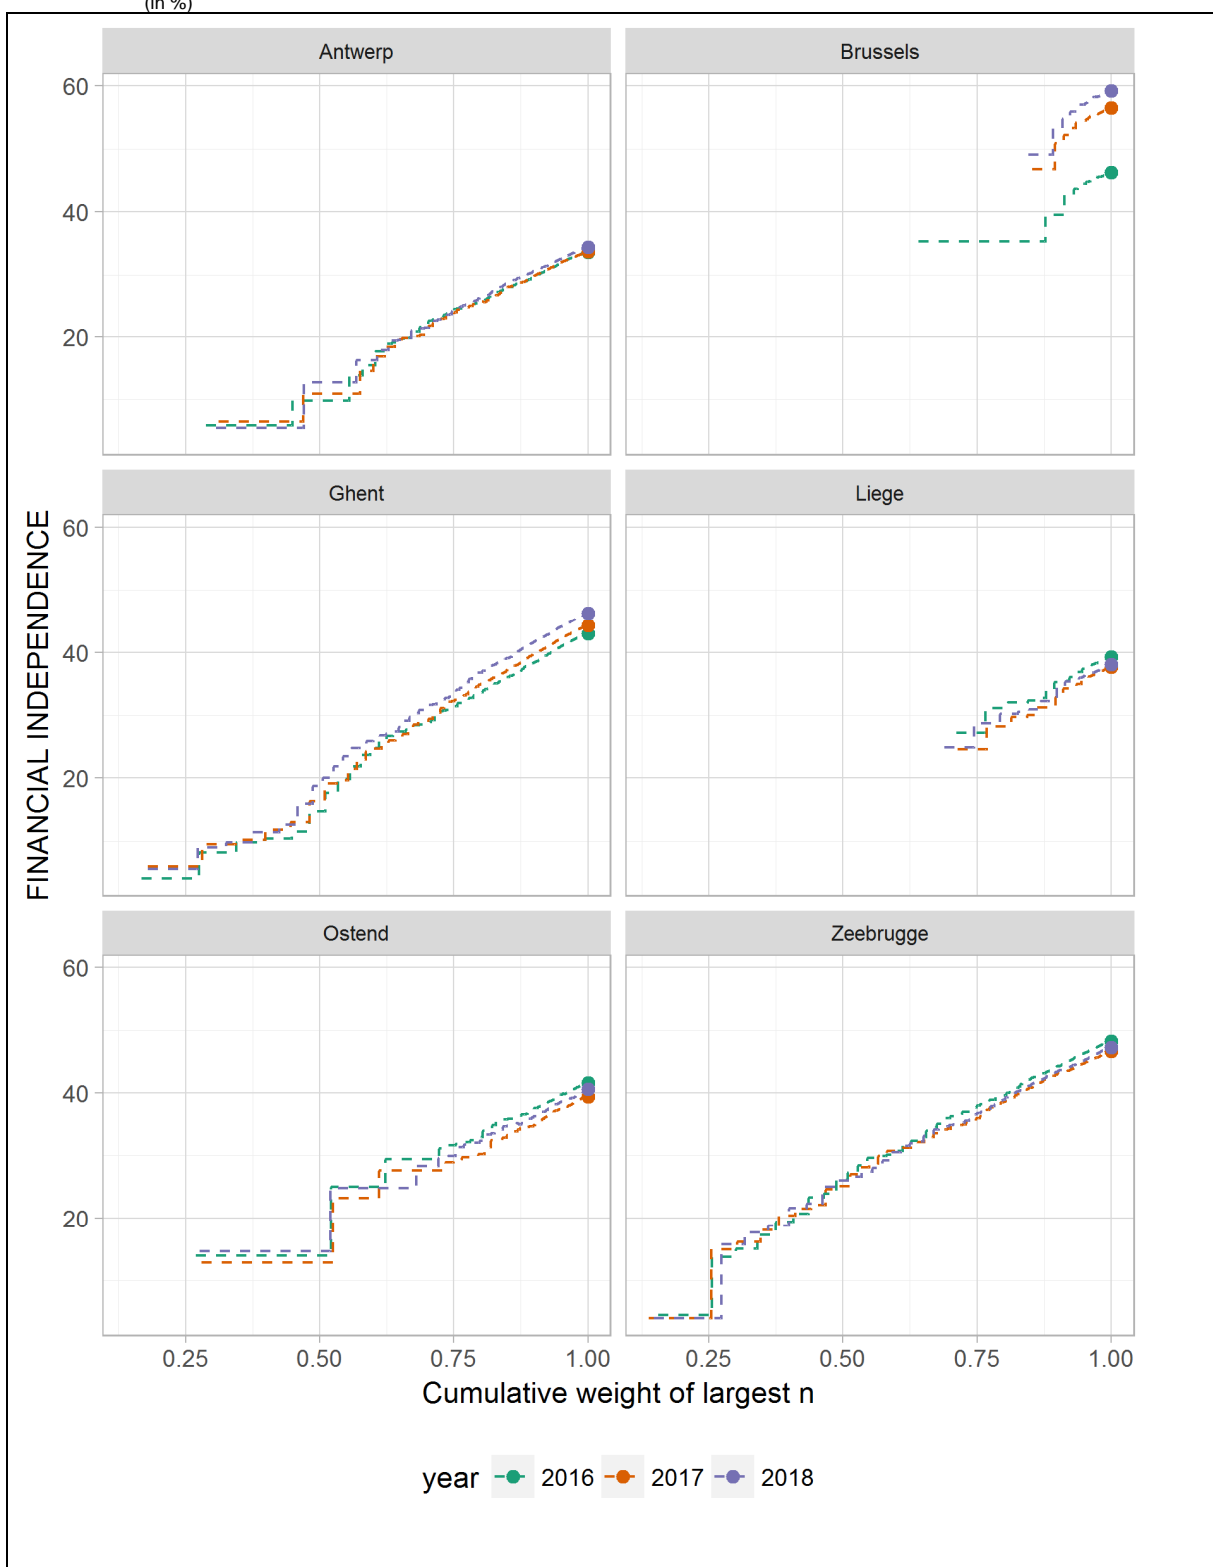 (in %)
Antwerp
Brussels
60
40
20
Ghent
Liege
60
40
20
FINANCIAL INDEPENDENCE
Ostend
Zeebrugge
60
40
20
0.25 0.50 0.75 1.00 0.25 0.50 0.75 1.00
Cumulative weight of largest n
year 2016 2017 2018